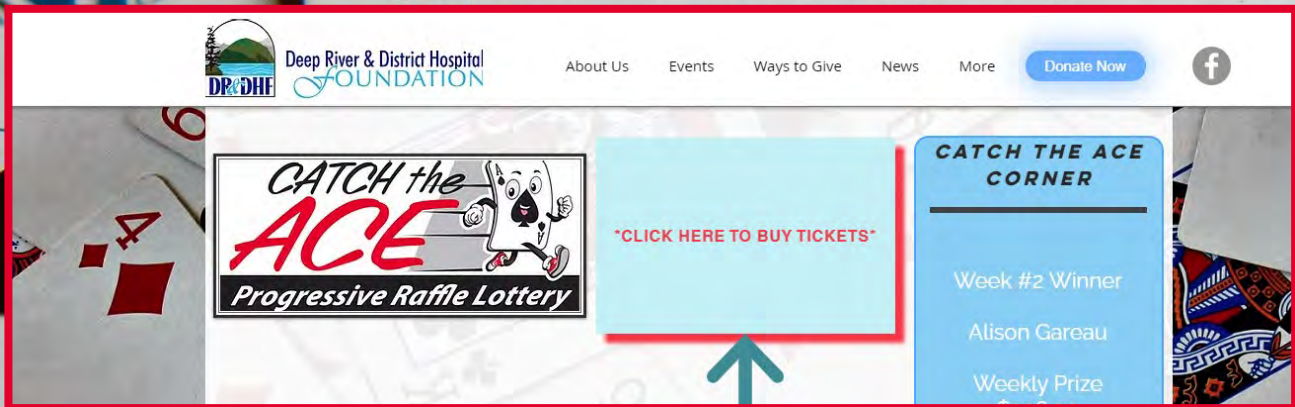 DR&DHF
Deep River & District Hospital
FOUNDATION
About Us
Events
Ways to Give
News
More
Donate Now
f
CATCH the
ACE
A
Progressive Raffle Lottery
*CLICK HERE TO BUY TICKETS*
CATCH THE ACE
CORNER
Week #2 Winner
Alison Gareau
Weekly Prize
4